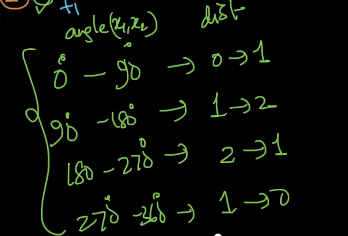 +1
angle(x₁,x₂) dist
0° – 90° → 0→1
90° – 180° → 1→2
180 – 270° → 2→1
270° – 360° → 1→0